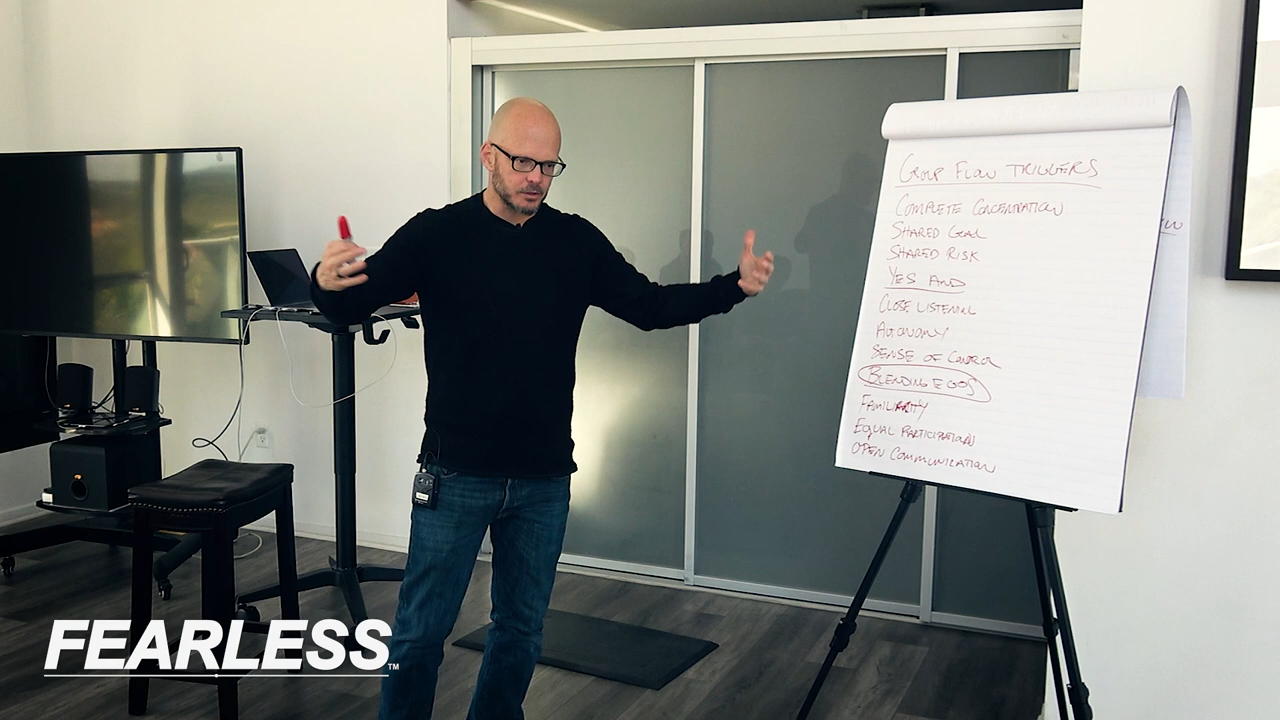 GROUP FLOW TRIGGERS
COMPLETE CONCENTRATION
SHARED GOAL
SHARED RISK
YES AND
CLOSE LISTENING
AUTONOMY
SENSE OF CONTROL
BLENDING EGOS
FAMILIARITY
EQUAL PARTICIPATION
OPEN COMMUNICATION
FEARLESS™